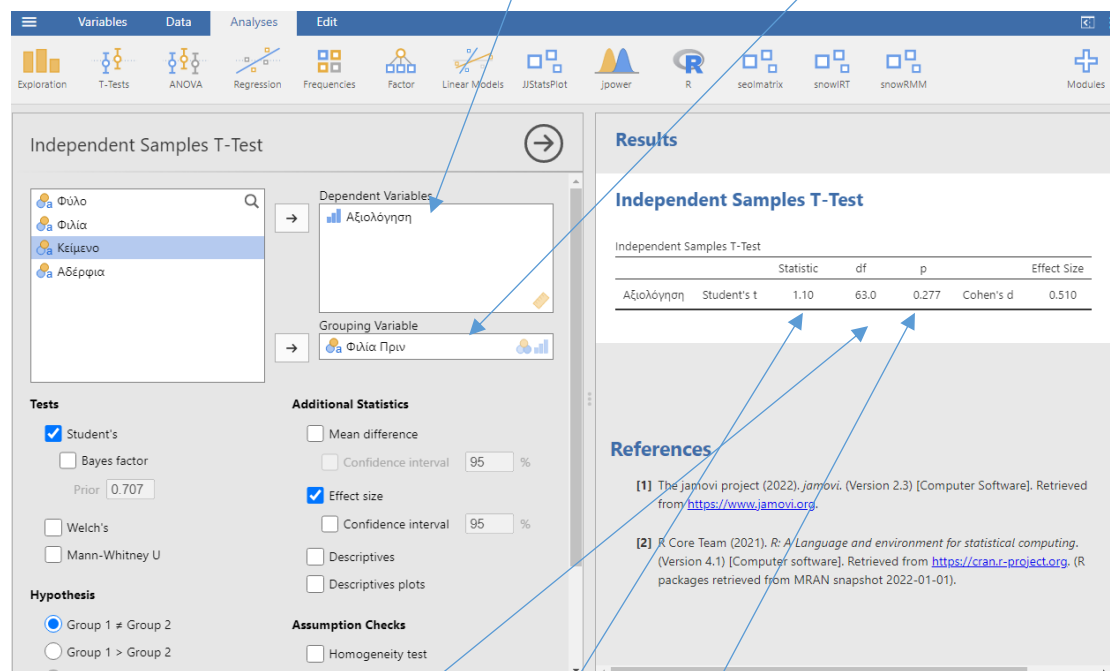 Variables Data Analyses Edit
Exploration T-Tests ANOVA Regression Frequencies Factor Linear Models JJStatsPlot jpower R seolmatrix snowIRT snowRMM Modules
Independent Samples T-Test
Φύλο
Φιλία
Κείμενο
Αδέρφια
Dependent Variables
Αξιολόγηση
Grouping Variable
Φιλία Πριν
Tests
Student's
Bayes factor
Prior 0.707
Welch's
Mann-Whitney U
Hypothesis
Group 1 ≠ Group 2
Group 1 > Group 2
Additional Statistics
Mean difference
Confidence interval 95 %
Effect size
Confidence interval 95 %
Descriptives
Descriptives plots
Assumption Checks
Homogeneity test
Results
Independent Samples T-Test
Independent Samples T-Test
Statistic df p Effect Size
Αξιολόγηση Student's t 1.10 63.0 0.277 Cohen's d 0.510
References
[1] The jamovi project (2022). jamovi. (Version 2.3) [Computer Software]. Retrieved
from https://www.jamovi.org.
[2] R Core Team (2021). R: A Language and environment for statistical computing.
(Version 4.1) [Computer software]. Retrieved from https://cran.r-project.org. (R
packages retrieved from MRAN snapshot 2022-01-01).